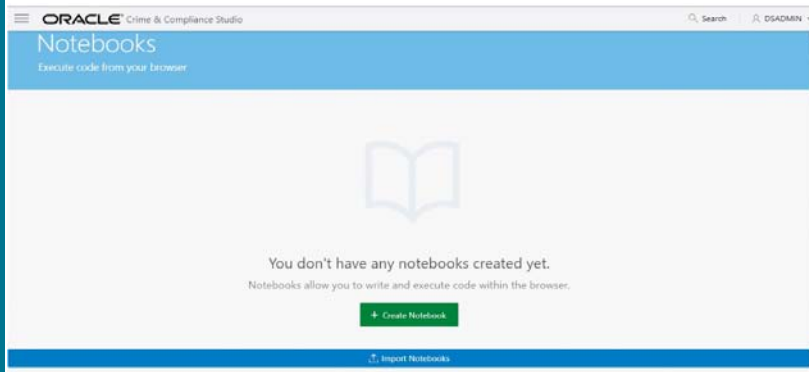 ORACLE® Crime & Compliance Studio
Search
DSADMIN
Notebooks
Execute code from your browser
You don't have any notebooks created yet.
Notebooks allow you to write and execute code within the browser.
+ Create Notebook
Import Notebooks